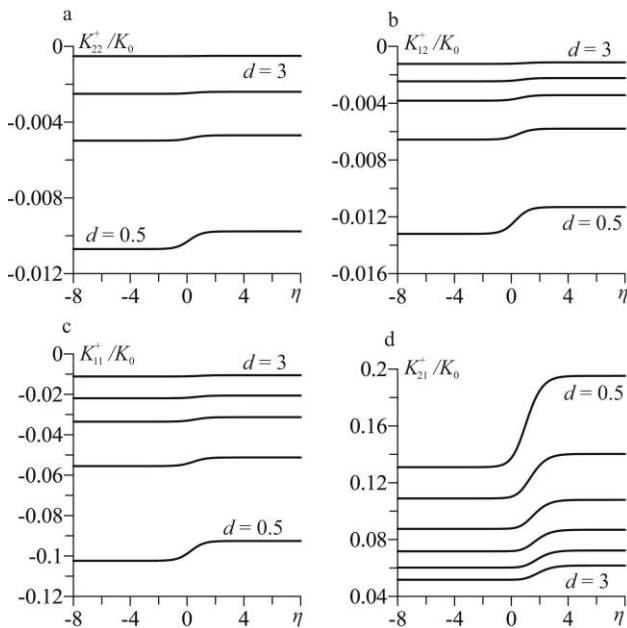 a
K₂₂⁺/K₀
0
-0.004
-0.008
-0.012
d = 3
d = 0.5
-8 -4 0 4 η
b
K₁₂⁺/K₀
0
-0.004
-0.008
-0.012
-0.016
d = 3
d = 0.5
-8 -4 0 4 η
c
K₁₁⁺/K₀
0
-0.02
-0.04
-0.06
-0.08
-0.1
-0.12
d = 3
d = 0.5
-8 -4 0 4 η
d
K₂₁⁺/K₀
0.2
0.16
0.12
0.08
0.04
d = 0.5
d = 3
-8 -4 0 4 η